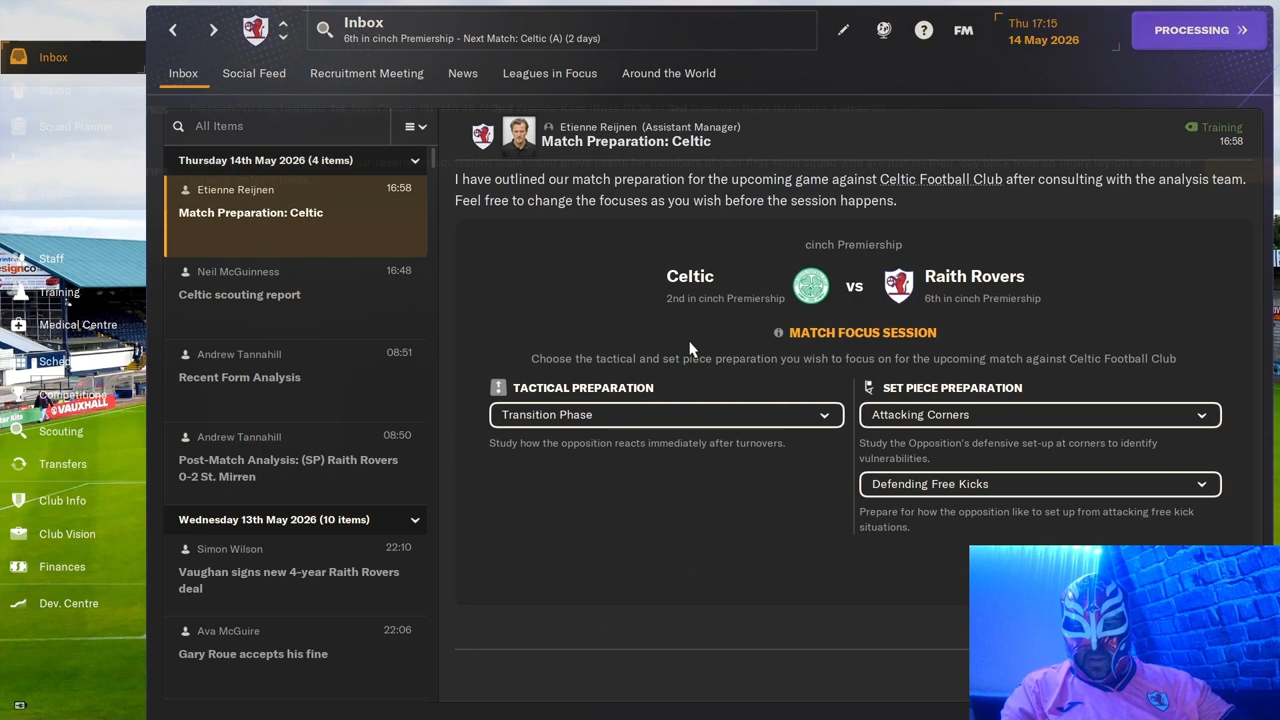 Inbox
6th in cinch Premiership - Next Match: Celtic (A) (2 days)
FM
Thu 17:15
14 May 2026
PROCESSING
Inbox
Social Feed
Recruitment Meeting
News
Leagues in Focus
Around the World
Inbox
Squad Planner
Staff
Training
Medical Centre
Sched
Competitions
VAUXHALL
Scouting
Transfers
Club Info
Club Vision
Finances
Dev. Centre
All Items
Thursday 14th May 2026 (4 items)
Etienne Reijnen 16:58
Match Preparation: Celtic
Neil McGuinness 16:48
Celtic scouting report
Andrew Tannahill 08:51
Recent Form Analysis
Andrew Tannahill 08:50
Post-Match Analysis: (SP) Raith Rovers
0-2 St. Mirren
Wednesday 13th May 2026 (10 items)
Simon Wilson 22:10
Vaughan signs new 4-year Raith Rovers
deal
Ava McGuire 22:06
Gary Roue accepts his fine
Etienne Reijnen (Assistant Manager)
Match Preparation: Celtic
Training
16:58
I have outlined our match preparation for the upcoming game against Celtic Football Club after consulting with the analysis team.
Feel free to change the focuses as you wish before the session happens.
cinch Premiership
Celtic
2nd in cinch Premiership
vs
Raith Rovers
6th in cinch Premiership
MATCH FOCUS SESSION
Choose the tactical and set piece preparation you wish to focus on for the upcoming match against Celtic Football Club
TACTICAL PREPARATION
Transition Phase
Study how the opposition reacts immediately after turnovers.
SET PIECE PREPARATION
Attacking Corners
Study the Opposition's defensive set-up at corners to identify
vulnerabilities.
Defending Free Kicks
Prepare for how the opposition like to set up from attacking free kick
situations.